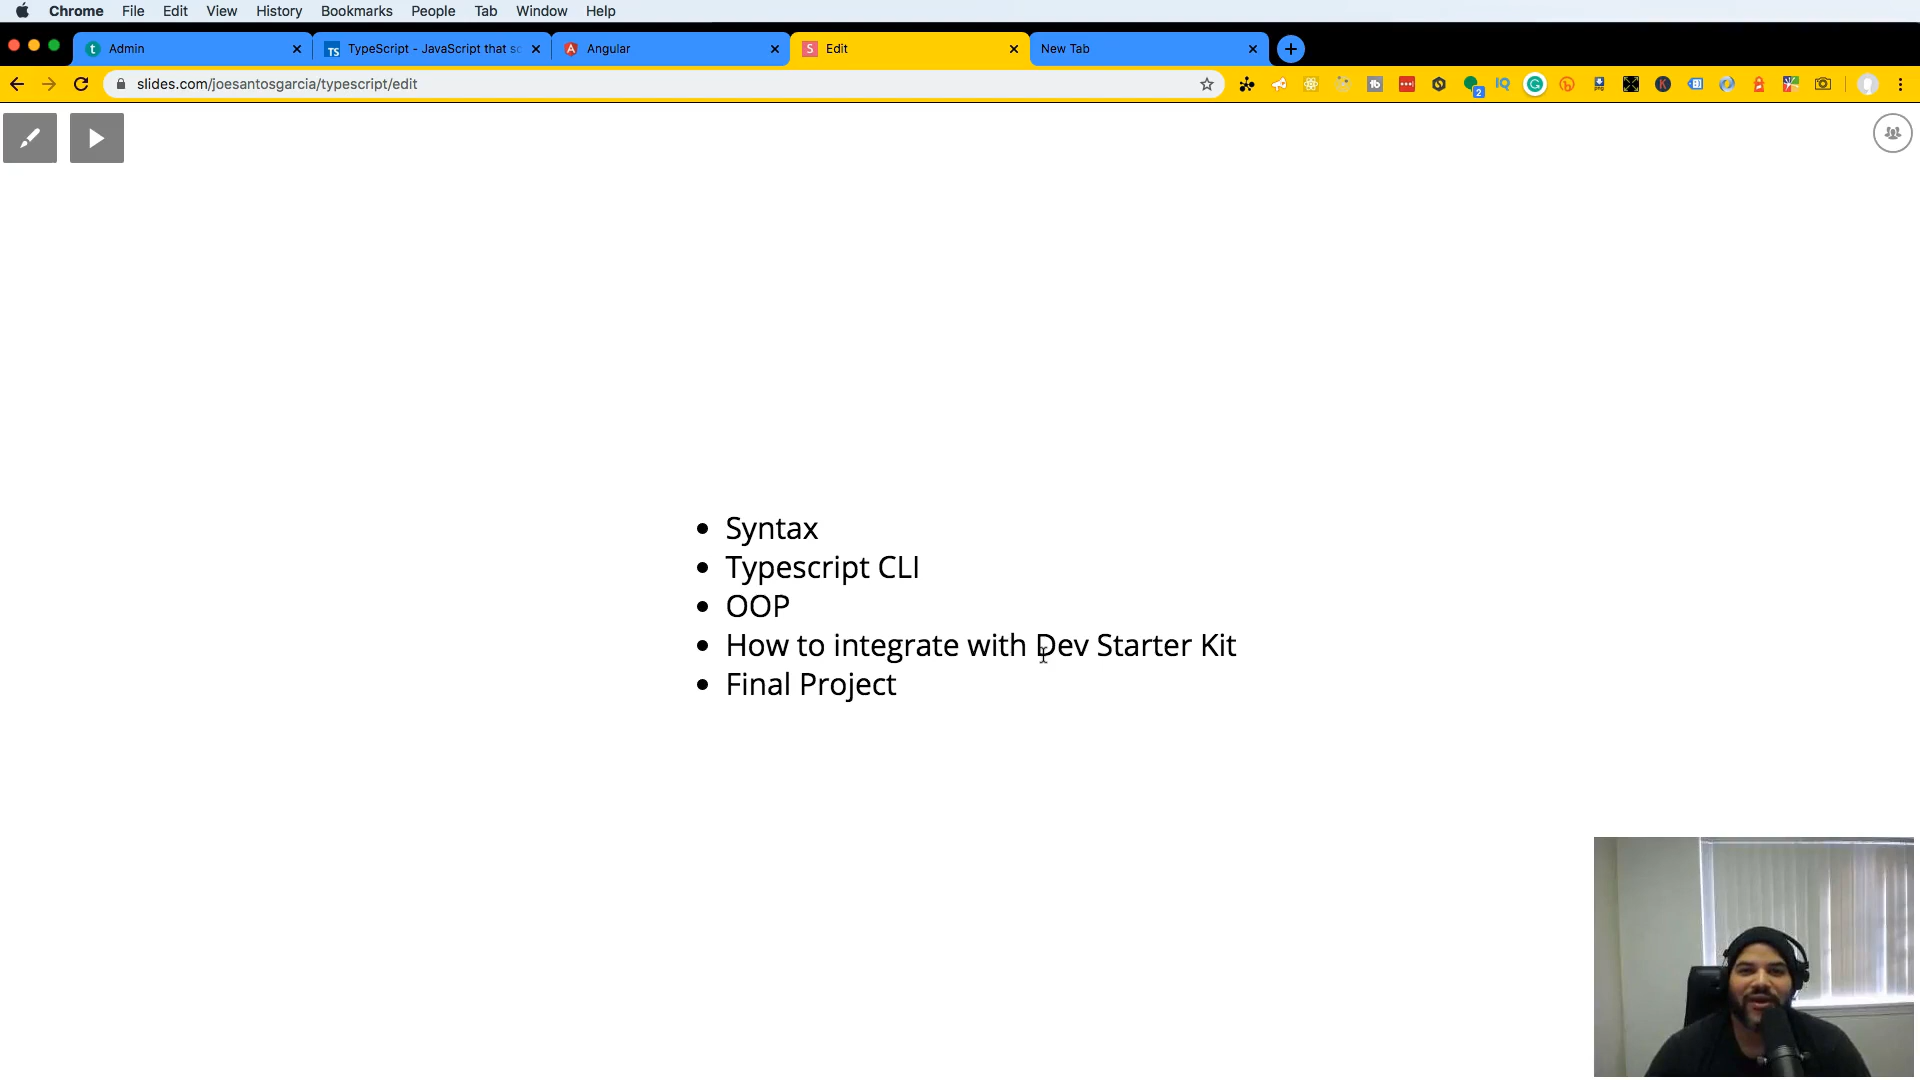 Chrome File Edit View History Bookmarks People Tab Window Help
Admin TypeScript - JavaScript that sc Angular Edit New Tab
slides.com/joesantosgarcia/typescript/edit
• Syntax
• Typescript CLI
• OOP
• How to integrate with Dev Starter Kit
• Final Project